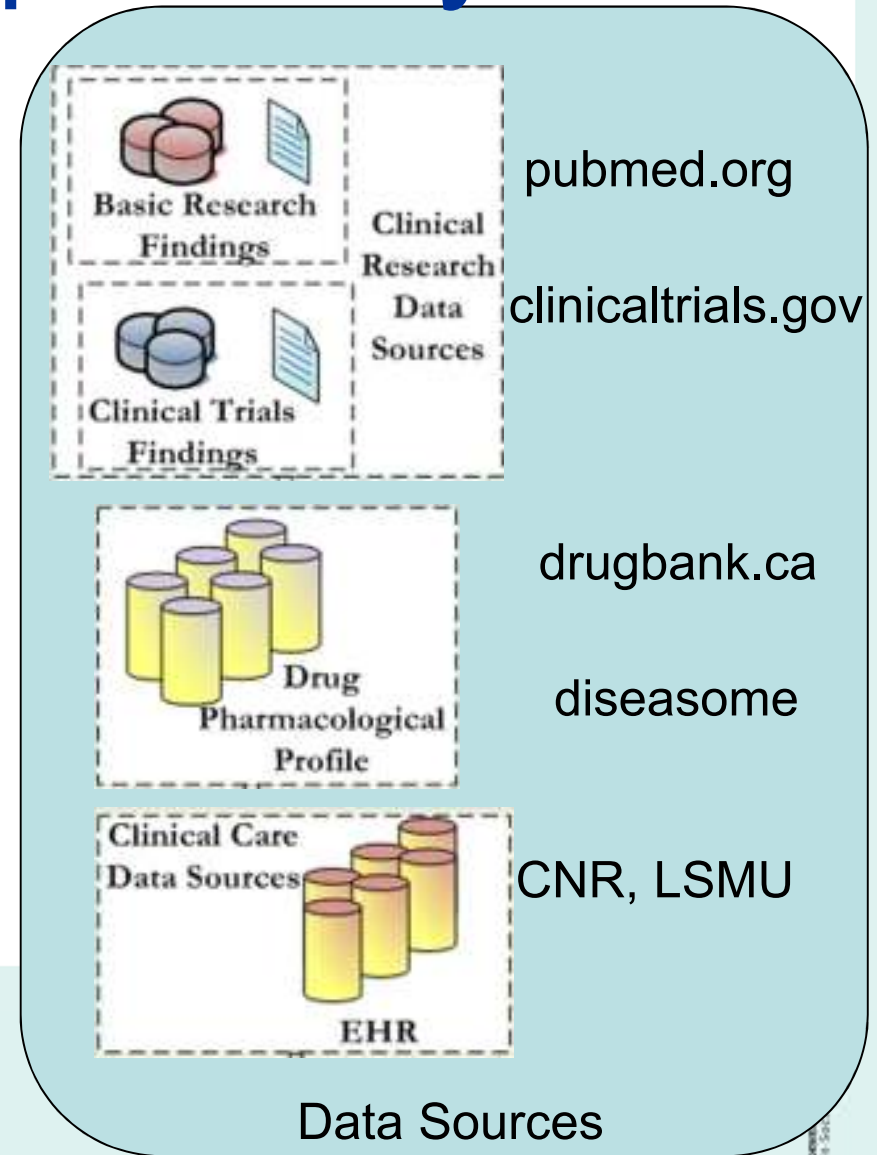 Basic Research
Findings
Clinical
Research
Data
Sources
Clinical Trials
Findings
pubmed.org
clinicaltrials.gov
Drug
Pharmacological
Profile
drugbank.ca
diseasome
Clinical Care
Data Sources
EHR
CNR, LSMU
Data Sources